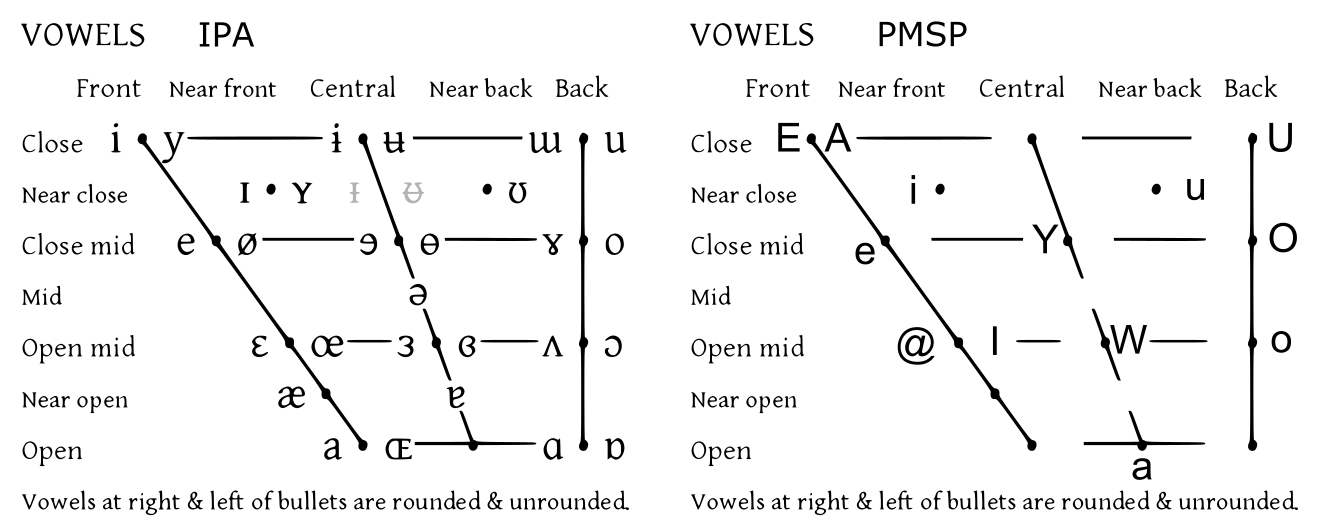 VOWELS IPA
Front Near front Central Near back Back
Close i y ɨ ʉ ɯ u
Near close ɪ ʏ ɪ̵ ʊ̵ ʊ
Close mid e ø ɘ ɵ ɤ o
Mid ə
Open mid ɛ œ ɜ ɞ ʌ ɔ
Near open æ ɐ
Open a ɶ ɑ ɒ
Vowels at right & left of bullets are rounded & unrounded.
VOWELS PMSP
Front Near front Central Near back Back
Close E A U
Near close i u
Close mid e Y O
Mid
Open mid @ I W o
Near open
Open a
Vowels at right & left of bullets are rounded & unrounded.